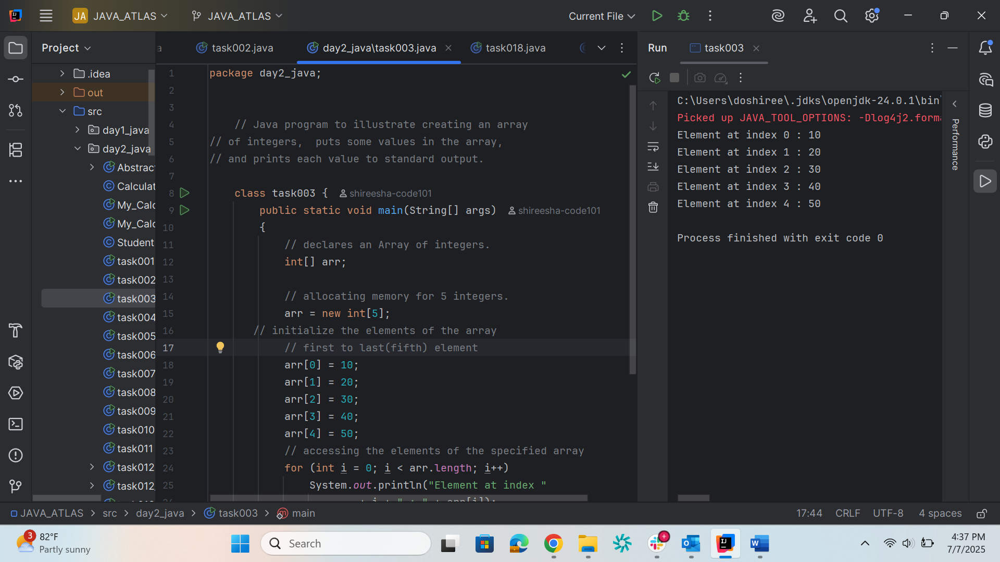 JA JAVA_ATLAS JAVA_ATLAS Current File
Project
.idea
out
src
day1_java
day2_java
Calculat
My_Calc
My_Calc
Student
task001
task002
task003
task004
task005
task006
task007
task008
task009
task010
task011
task012
task012_
task002.java day2_java\task003.java task018.java
1 package day2_java;
2
3
4 // Java program to illustrate creating an array
5 // of integers,  puts some values in the array,
6 // and prints each value to standard output.
7
8 class task003 { shireesha-code101
9 public static void main(String[] args) shireesha-code101
10 {
11 // declares an Array of integers.
12 int[] arr;
13
14 // allocating memory for 5 integers.
15 arr = new int[5];
16 // initialize the elements of the array
17 // first to last(fifth) element
18 arr[0] = 10;
19 arr[1] = 20;
20 arr[2] = 30;
21 arr[3] = 40;
22 arr[4] = 50;
23 // accessing the elements of the specified array
24 for (int i = 0; i < arr.length; i++)
25 System.out.println("Element at index "
Run task003
C:\Users\doshiree\.jdks\openjdk-24.0.1\bin\
Picked up JAVA_TOOL_OPTIONS: -Dlog4j2.forma
Element at index 0 : 10
Element at index 1 : 20
Element at index 2 : 30
Element at index 3 : 40
Element at index 4 : 50
Process finished with exit code 0
Performance
JAVA_ATLAS > src > day2_java > task003 > main
17:44 CRLF UTF-8 4 spaces
3 82°F
Partly sunny
Search
4:37 PM
7/7/2025